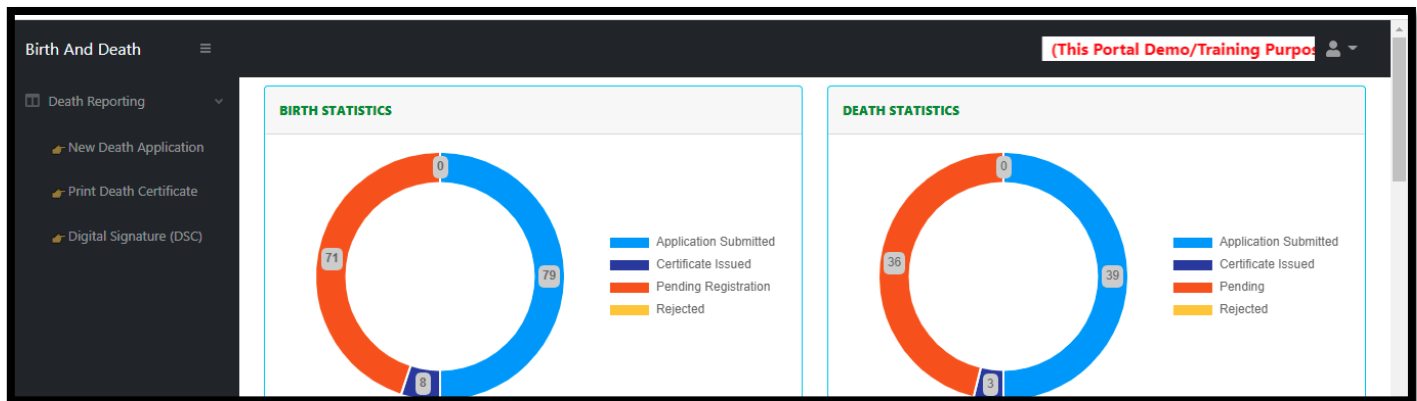 Birth And Death
(This Portal Demo/Training Purpos
Death Reporting
New Death Application
Print Death Certificate
Digital Signature (DSC)
BIRTH STATISTICS
0
71
79
8
Application Submitted
Certificate Issued
Pending Registration
Rejected
DEATH STATISTICS
0
36
39
3
Application Submitted
Certificate Issued
Pending
Rejected